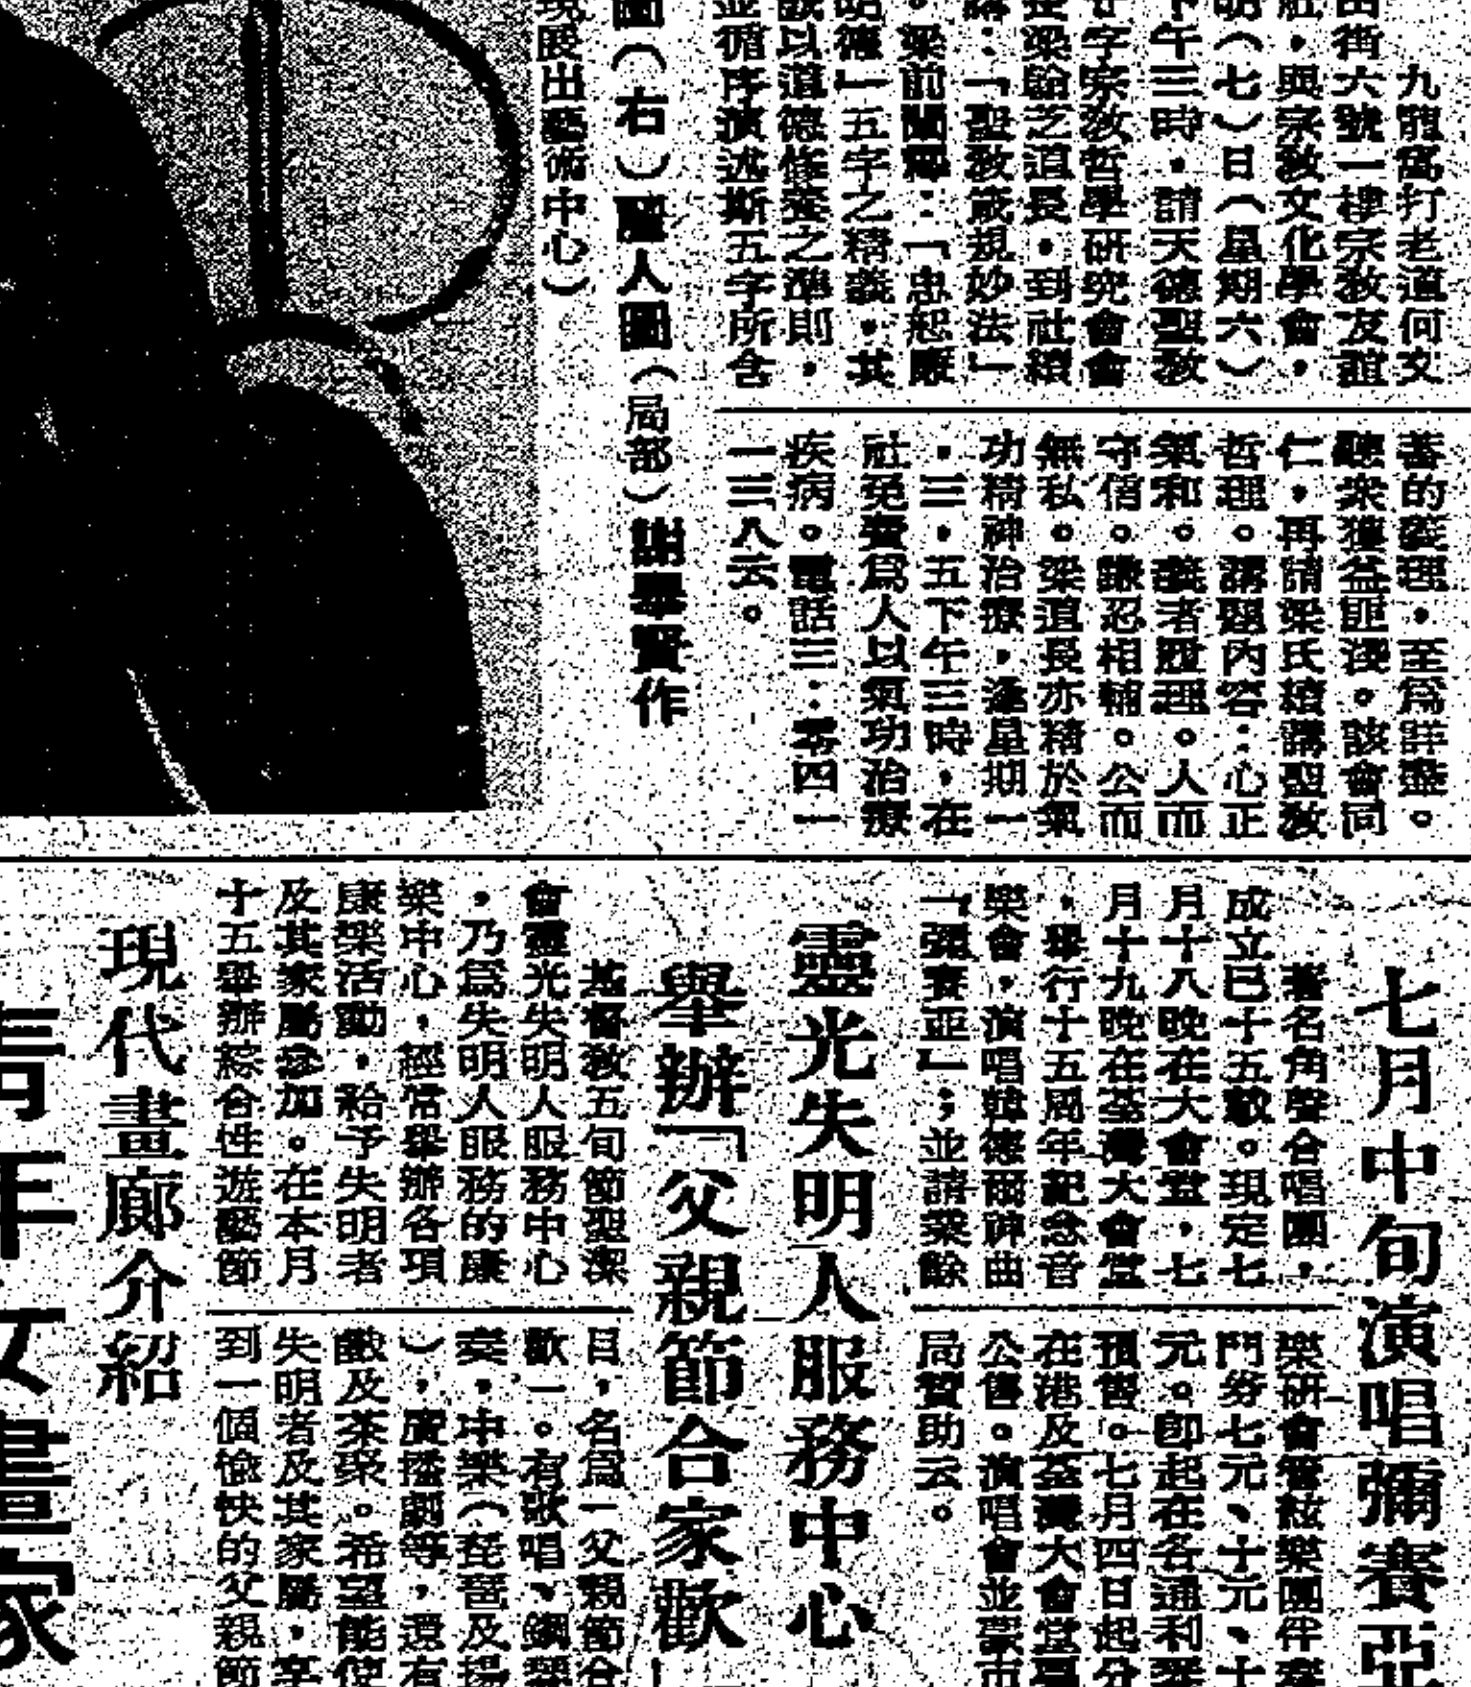 九龍窩打老道何文
田街六號一樓宗教友誼
社，與宗教文化學會，
明（七）日（星期六）
下午三時，請天德聖教
廿字宗教哲學研究會會
長梁 道長，到社續
講：「聖教 規妙法」
。梁前闡 ：「忠恕廉
明德」五字之精義，其
以道德修養之準則，
並循序演述斯五字所含
善的義理，至為詳盡。
聽衆獲益匪淺。該會同
仁，再請梁氏續講聖教
哲理。講題內容：心正
氣和。義者 理。人而
守信。謙忍相輔。公而
無私。梁道長亦精於氣
功精神治療，逢星期一
．三．五下午三時，在
社免費為人以氣功治療
疾病。電話三：零四一
一三八云。
圖（右）麗人圖（局部）謝舉賢作
現展出藝術中心）
七月中旬演唱彌賽亞
著名角聲合唱團，
成立已十五載。現定七
月十八晚在大會堂，七
月十九晚在荃灣大會堂
，舉行十五周年紀念音
樂會，演唱韓德爾神曲
「彌賽亞」；並請業餘
樂研會管絃樂團伴奏
門券七元、十元、十
元。即起在各通利琴
預售。七月四日起分
在港及荃灣大會堂
公售。演唱會並蒙市
局贊助云。
靈光失明人服務中心
舉辦「父親節合家歡」
基督教五旬節聖潔
會靈光失明人服務中心
，乃為失明人服務的康
樂中心，經常舉辦各項
康樂活動，給予失明者
及其家屬參加。在本月
十五舉辦綜合性遊藝節
目，名為「父親節合
歡」。有歌唱、鋼琴
奏，中樂（琵琶及揚
），廣播劇等，還有
戲及茶聚。希望能使
失明者及其家屬，享
到一個愉快的父親節
現代畫廊介紹
青年女畫家